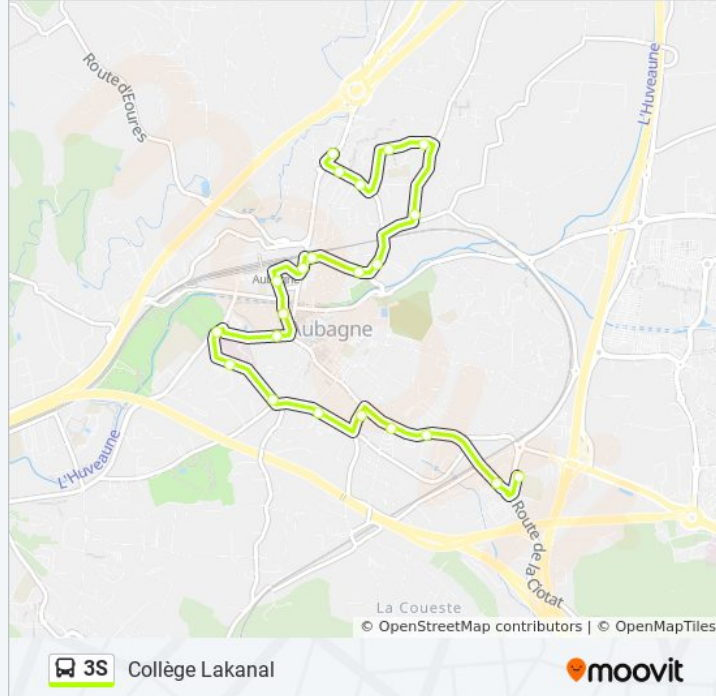 Route d'Eoures
L'Huveaune
Aubagne
Aubagne
L'Huveaune
Route de la Ciotat
La Coueste
© OpenStreetMap contributors | © OpenMapTiles
3S Collège Lakanal
moovit